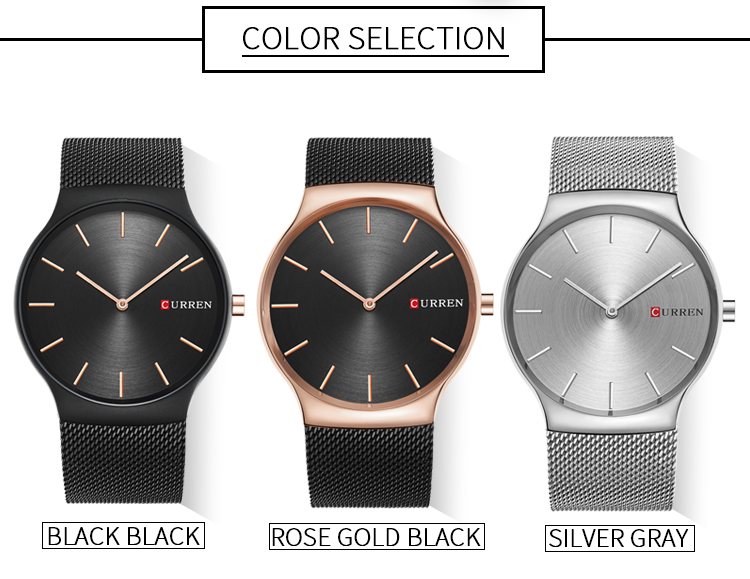 COLOR SELECTION
CURREN
CURREN
CURREN
BLACK BLACK
ROSE GOLD BLACK
SILVER GRAY